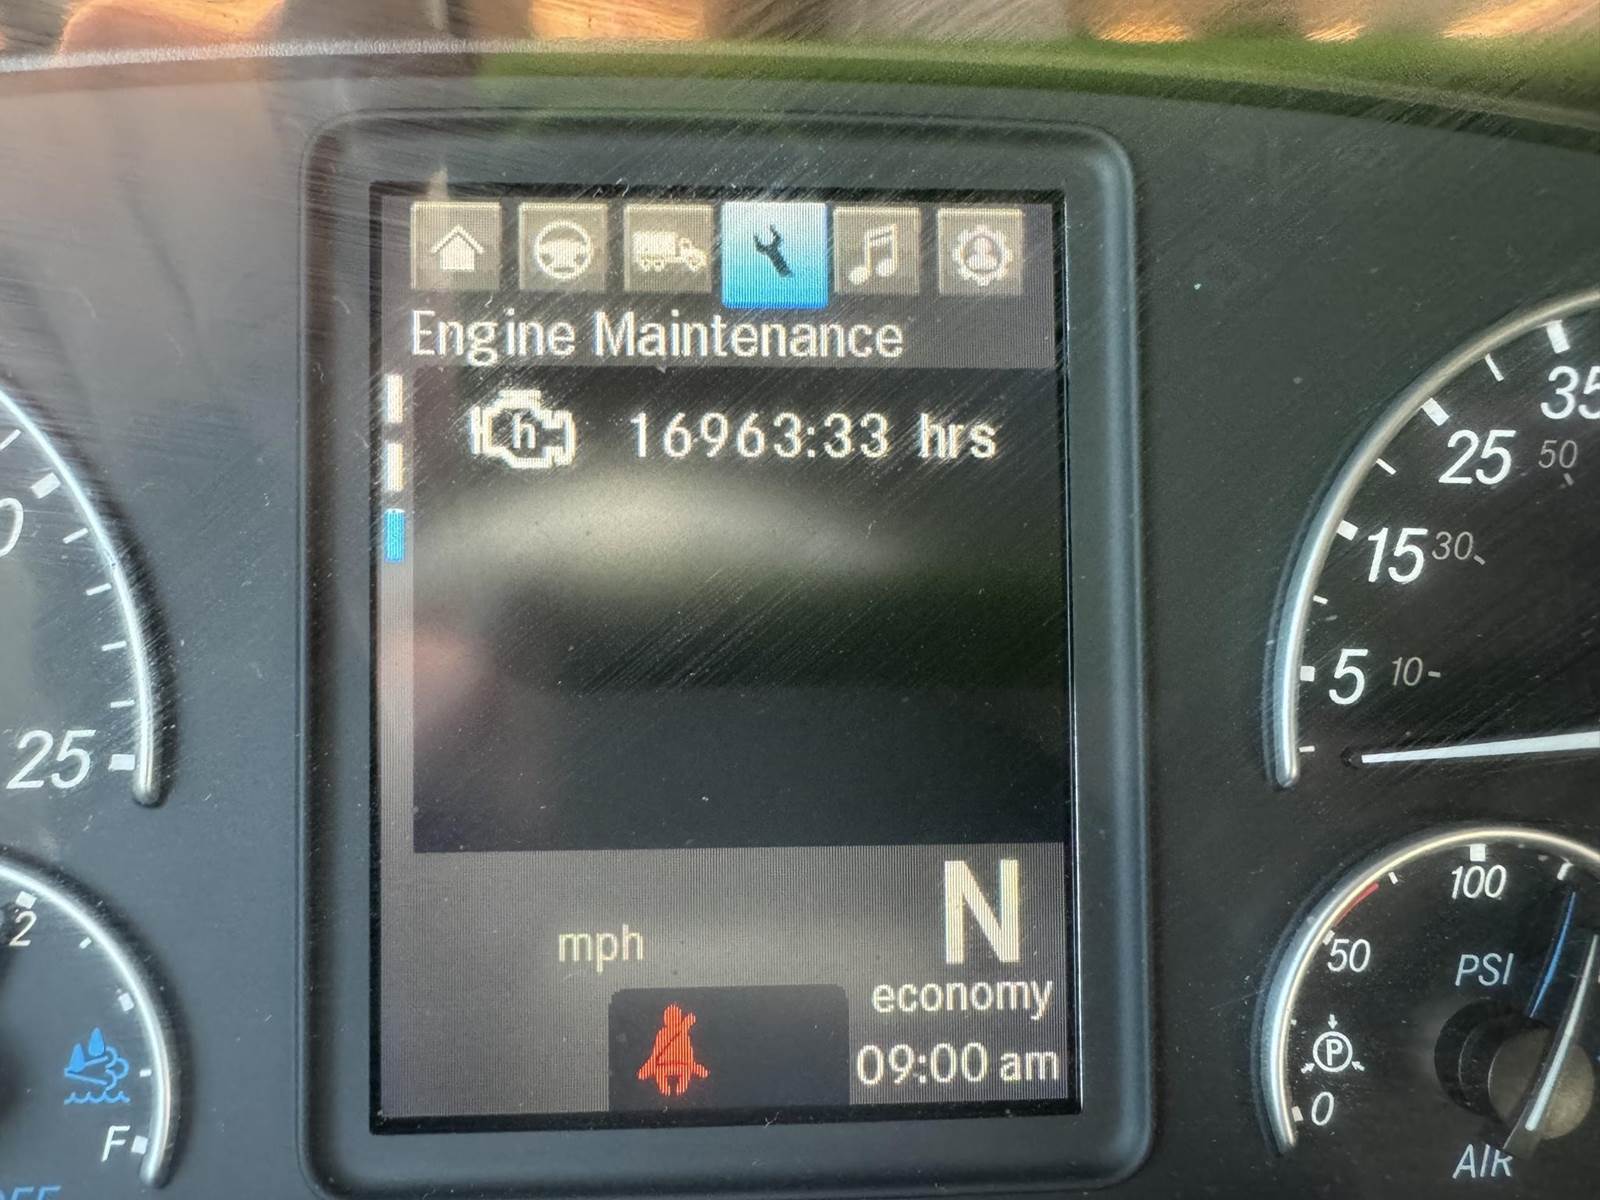 Engine Maintenance
h 16963:33 hrs
N
mph
economy
09:00 am
25
2
F
35
25 50
15 30
5 10
100
50
PSI
P
0
AIR